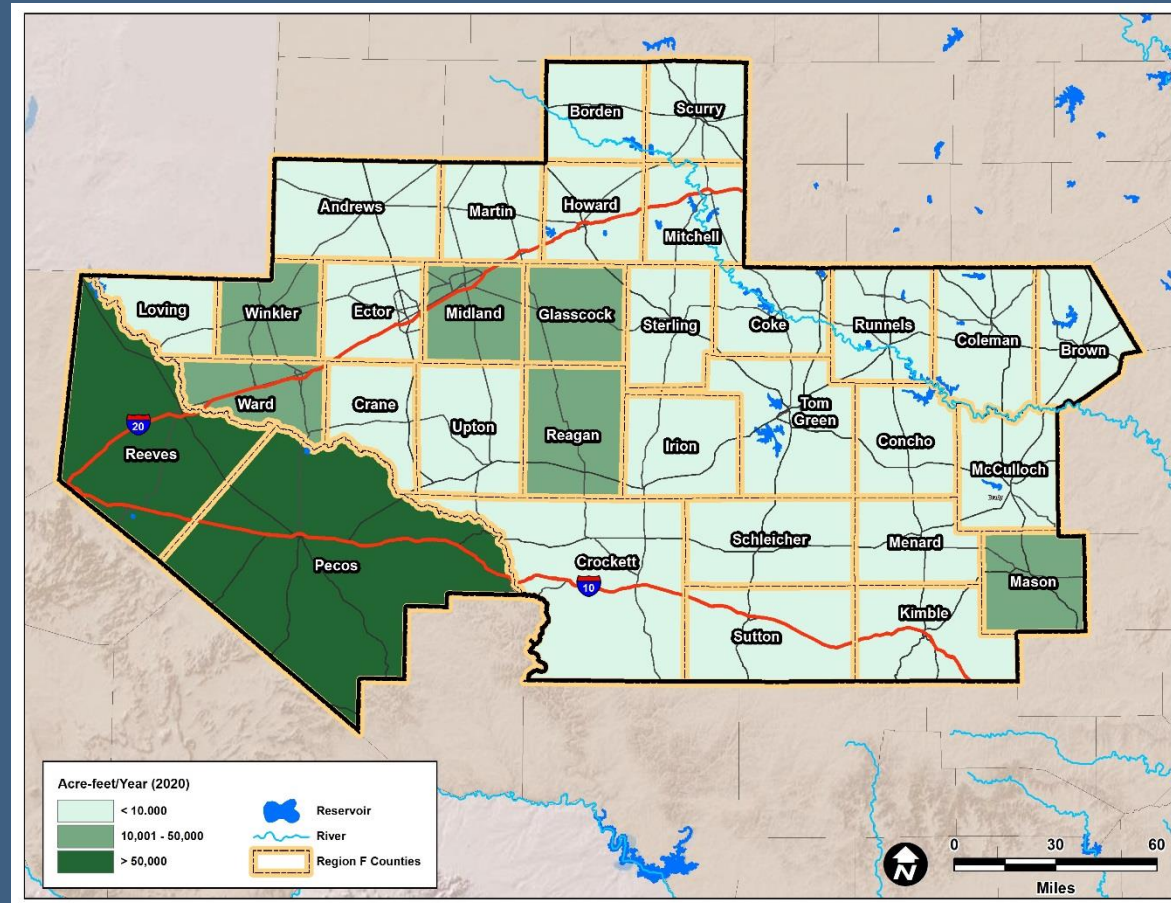 Borden
Scurry
Andrews
Martin
Howard
Mitchell
Loving
Winkler
Ector
Midland
Glasscock
Sterling
Coke
Runnels
Coleman
Brown
Ward
Crane
Upton
Reagan
Irion
Tom
Green
Concho
McCulloch
20
Reeves
Pecos
Crockett
10
Schleicher
Menard
Mason
Sutton
Kimble
Acre-feet/Year (2020)
< 10.000
10,001 - 50,000
> 50,000
Reservoir
River
Region F Counties
N
0 30 60
Miles